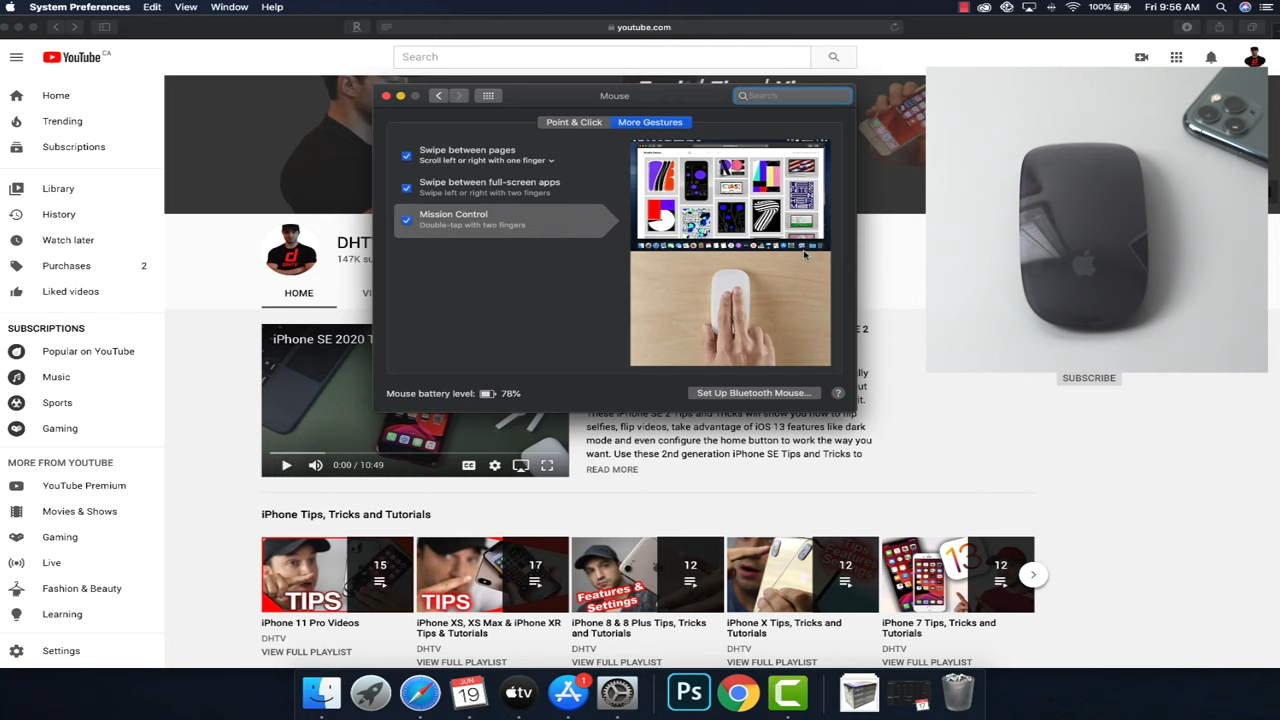 System Preferences Edit View Window Help
100% Fri 9:56 AM
youtube.com
YouTube CA
Search
Home
Trending
Subscriptions
Library
History
Watch later
Purchases 2
Liked videos
SUBSCRIPTIONS
Popular on YouTube
Music
Sports
Gaming
MORE FROM YOUTUBE
YouTube Premium
Movies & Shows
Gaming
Live
Fashion & Beauty
Learning
Settings
Mouse
Search
Point & Click More Gestures
Swipe between pages
Scroll left or right with one finger
Swipe between full-screen apps
Swipe left or right with two fingers
Mission Control
Double-tap with two fingers
Mouse battery level: 78%
Set Up Bluetooth Mouse... ?
DHT
147K su
HOME VI
iPhone SE 2020 T
0:00 / 10:49
CC
These iPhone SE 2 Tips and Tricks will show you how to flip
selfies, flip videos, take advantage of iOS 13 features like dark
mode and even configure the home button to work the way you
want. Use these 2nd generation iPhone SE Tips and Tricks to
READ MORE
SUBSCRIBE
iPhone Tips, Tricks and Tutorials
TIPS 15
TIPS 17
Features &
Settings 12
12
13 12
iPhone 11 Pro Videos
DHTV
VIEW FULL PLAYLIST
iPhone XS, XS Max & iPhone XR
Tips & Tutorials
DHTV
VIEW FULL PLAYLIST
iPhone 8 & 8 Plus Tips, Tricks
and Tutorials
DHTV
VIEW FULL PLAYLIST
iPhone X Tips, Tricks and
Tutorials
DHTV
VIEW FULL PLAYLIST
iPhone 7 Tips, Tricks and
Tutorials
DHTV
VIEW FULL PLAYLIST
JUN
19
tv
1
Ps
17